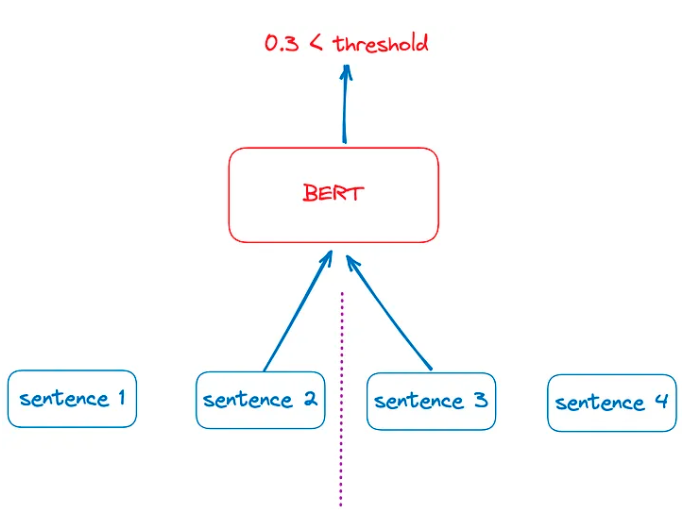 0.3 < threshold
BERT
sentence 1
sentence 2
sentence 3
sentence 4